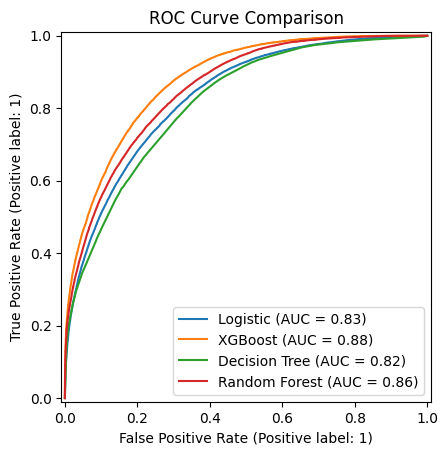 ROC Curve Comparison
True Positive Rate (Positive label: 1)
1.0
0.8
0.6
0.4
0.2
0.0
Logistic (AUC = 0.83)
XGBoost (AUC = 0.88)
Decision Tree (AUC = 0.82)
Random Forest (AUC = 0.86)
0.0 0.2 0.4 0.6 0.8 1.0
False Positive Rate (Positive label: 1)